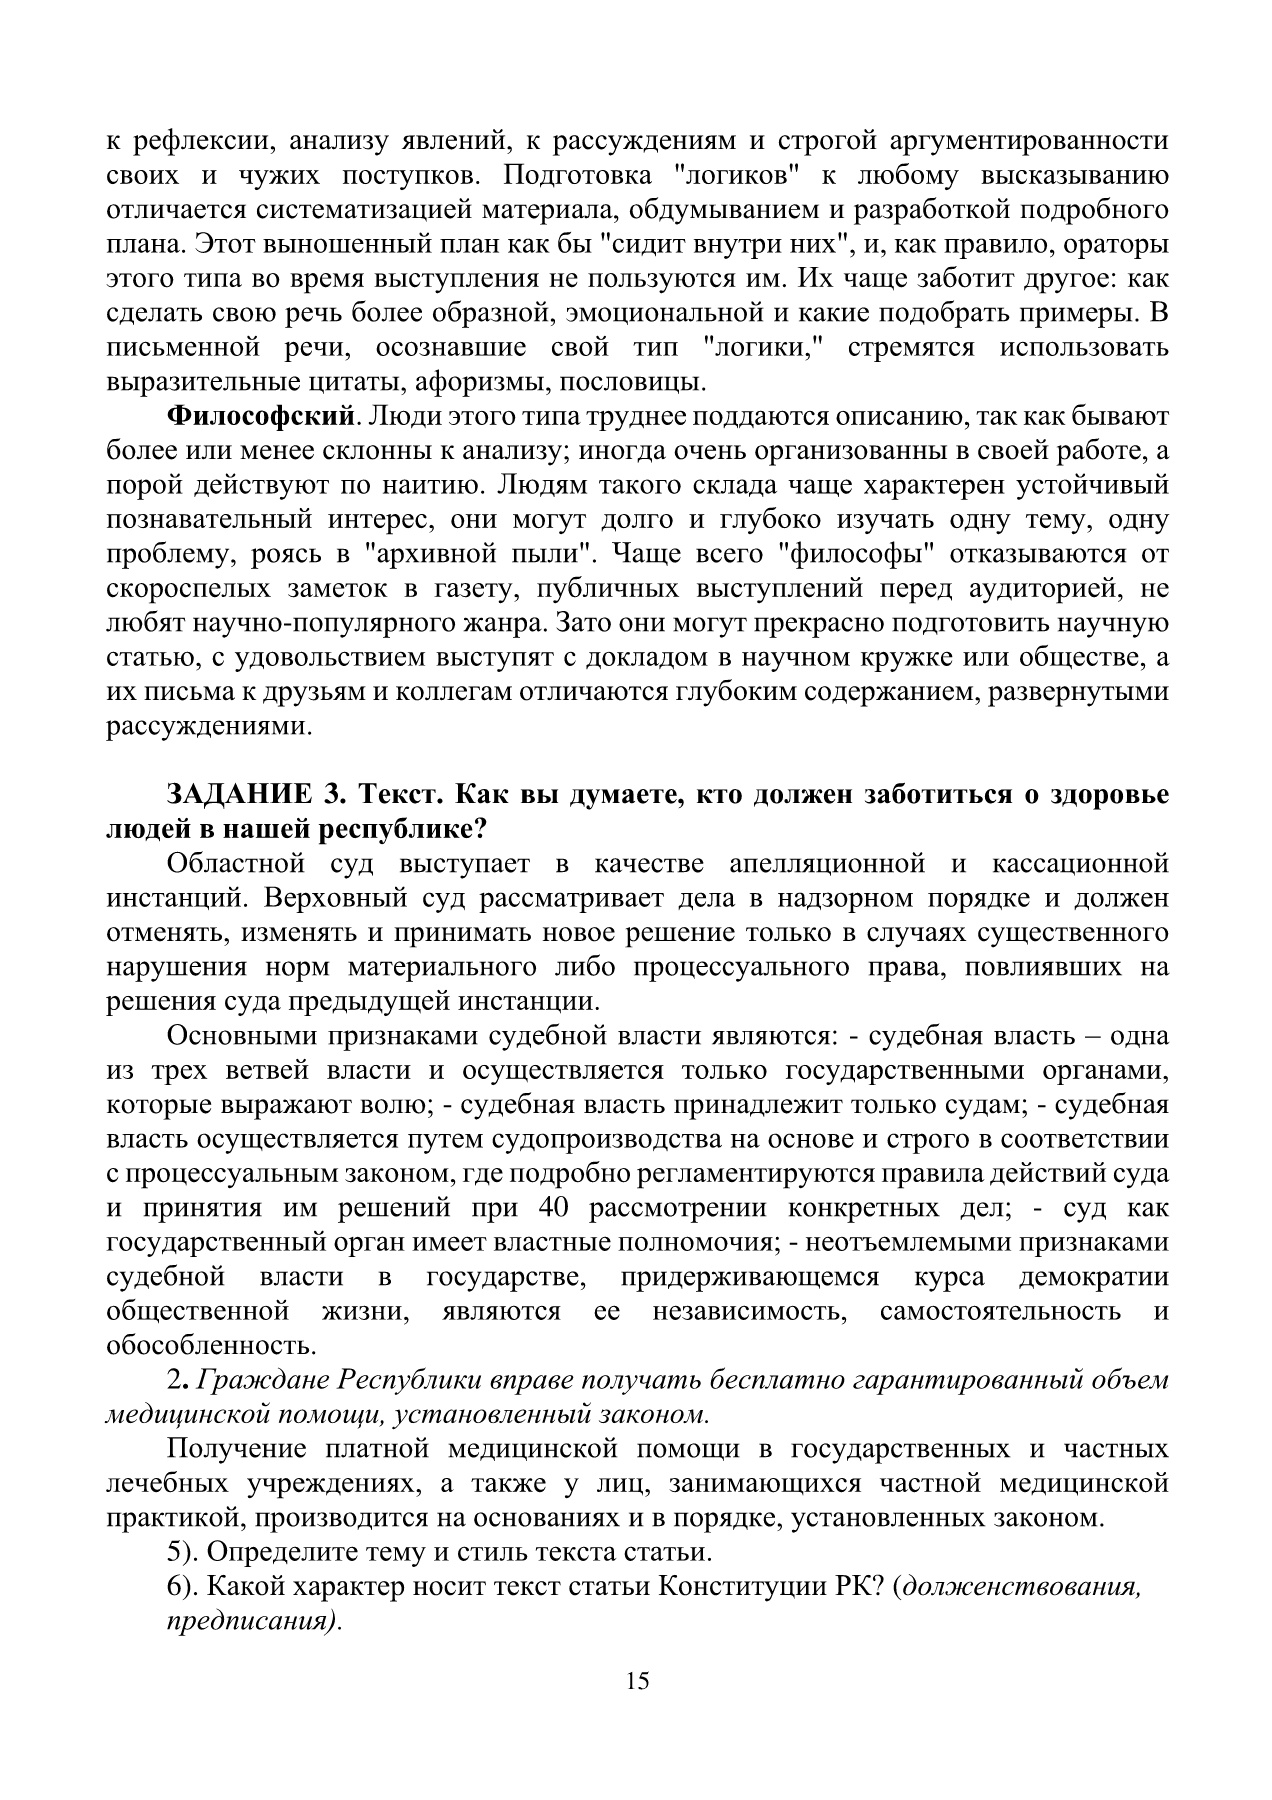 к рефлексии, анализу явлений, к рассуждениям и строгой аргументированности
своих и чужих поступков. Подготовка "логиков" к любому высказыванию
отличается систематизацией материала, обдумыванием и разработкой подробного
плана. Этот выношенный план как бы "сидит внутри них", и, как правило, ораторы
этого типа во время выступления не пользуются им. Их чаще заботит другое: как
сделать свою речь более образной, эмоциональной и какие подобрать примеры. В
письменной речи, осознавшие свой тип "логики," стремятся использовать
выразительные цитаты, афоризмы, пословицы.
Философский. Люди этого типа труднее поддаются описанию, так как бывают
более или менее склонны к анализу; иногда очень организованны в своей работе, а
порой действуют по наитию. Людям такого склада чаще характерен устойчивый
познавательный интерес, они могут долго и глубоко изучать одну тему, одну
проблему, роясь в "архивной пыли". Чаще всего "философы" отказываются от
скороспелых заметок в газету, публичных выступлений перед аудиторией, не
любят научно-популярного жанра. Зато они могут прекрасно подготовить научную
статью, с удовольствием выступят с докладом в научном кружке или обществе, а
их письма к друзьям и коллегам отличаются глубоким содержанием, развернутыми
рассуждениями.
ЗАДАНИЕ 3. Текст. Как вы думаете, кто должен заботиться о здоровье
людей в нашей республике?
Областной суд выступает в качестве апелляционной и кассационной
инстанций. Верховный суд рассматривает дела в надзорном порядке и должен
отменять, изменять и принимать новое решение только в случаях существенного
нарушения норм материального либо процессуального права, повлиявших на
решения суда предыдущей инстанции.
Основными признаками судебной власти являются: - судебная власть – одна
из трех ветвей власти и осуществляется только государственными органами,
которые выражают волю; - судебная власть принадлежит только судам; - судебная
власть осуществляется путем судопроизводства на основе и строго в соответствии
с процессуальным законом, где подробно регламентируются правила действий суда
и принятия им решений при 40 рассмотрении конкретных дел; - суд как
государственный орган имеет властные полномочия; - неотъемлемыми признаками
судебной власти в государстве, придерживающемся курса демократии
общественной жизни, являются ее независимость, самостоятельность и
обособленность.
2. Граждане Республики вправе получать бесплатно гарантированный объем
медицинской помощи, установленный законом.
Получение платной медицинской помощи в государственных и частных
лечебных учреждениях, а также у лиц, занимающихся частной медицинской
практикой, производится на основаниях и в порядке, установленных законом.
5). Определите тему и стиль текста статьи.
6). Какой характер носит текст статьи Конституции РК? (долженствования,
предписания).
15